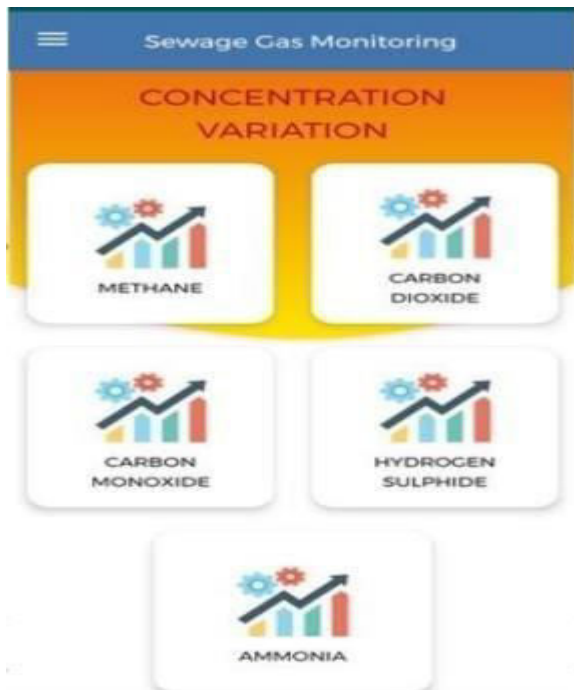 Sewage Gas Monitoring
CONCENTRATION
VARIATION
METHANE
CARBON
DIOXIDE
CARBON
MONOXIDE
HYDROGEN
SULPHIDE
AMMONIA